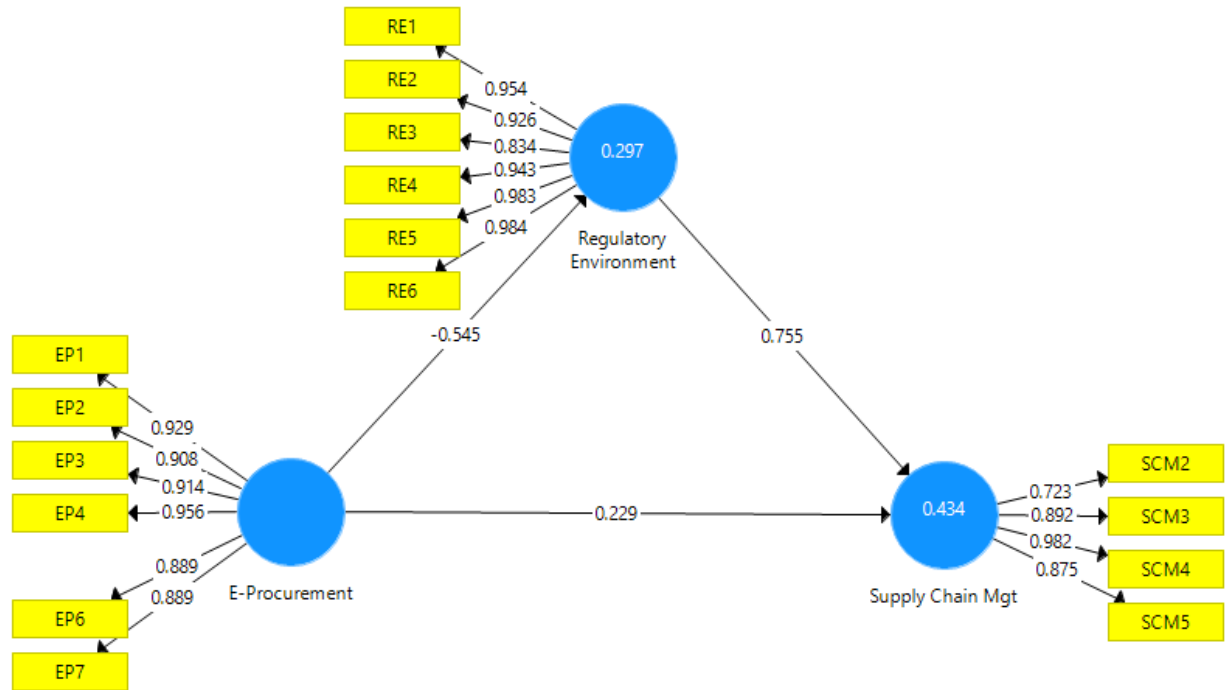 RE1
RE2
RE3
RE4
RE5
RE6
0.954
0.926
0.834
0.943
0.983
0.984
0.297
Regulatory
Environment
-0.545
0.755
EP1
EP2
EP3
EP4
EP6
EP7
0.929
0.908
0.914
0.956
0.889
0.889
E-Procurement
0.229
0.434
Supply Chain Mgt
0.723
0.892
0.982
0.875
SCM2
SCM3
SCM4
SCM5